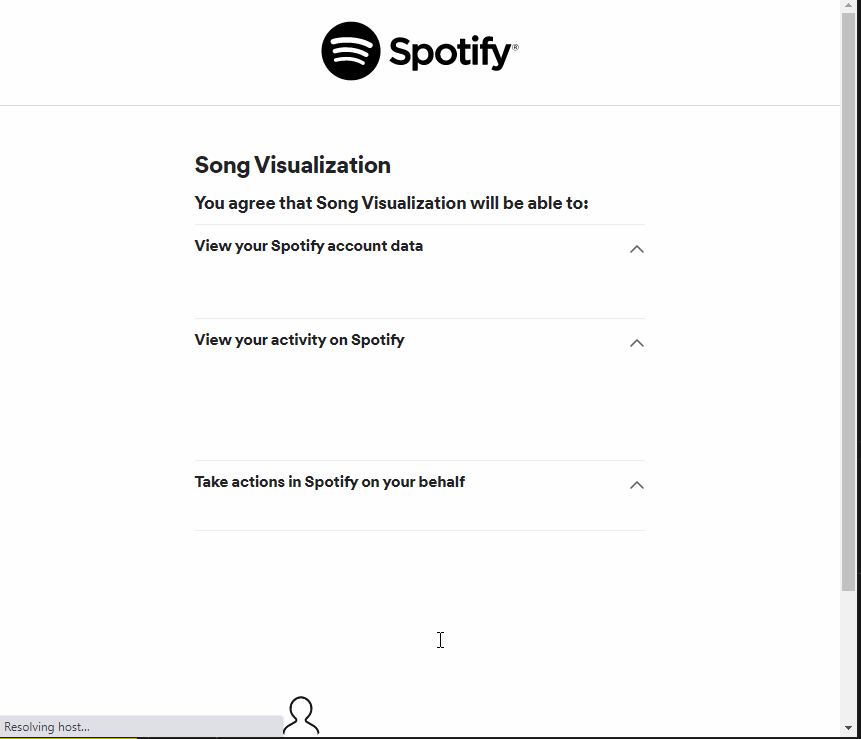 Spotify®
Song Visualization
You agree that Song Visualization will be able to:
View your Spotify account data
View your activity on Spotify
Take actions in Spotify on your behalf
Resolving host...